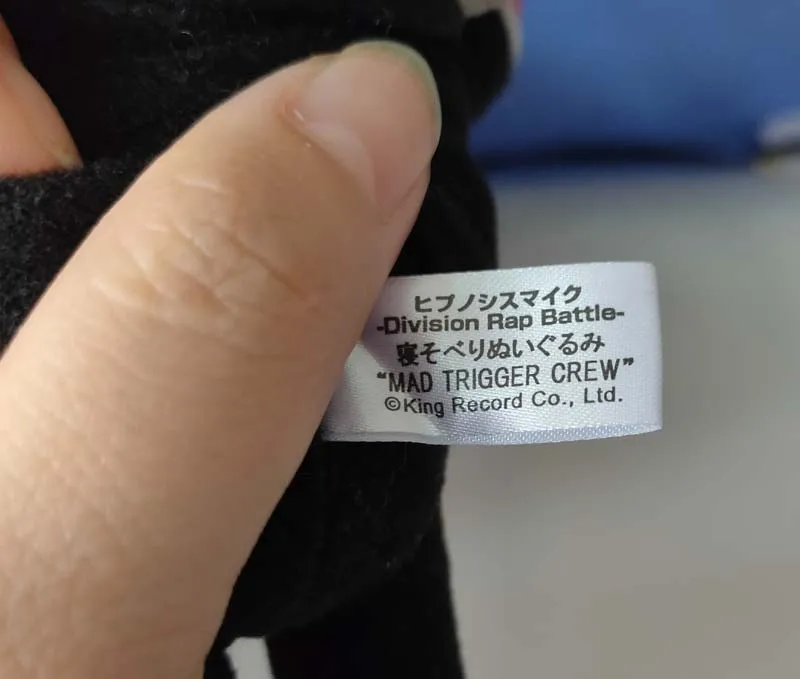 ヒプノシスマイク
-Division Rap Battle-
寝そべりぬいぐるみ
“MAD TRIGGER CREW”
©King Record Co., Ltd.